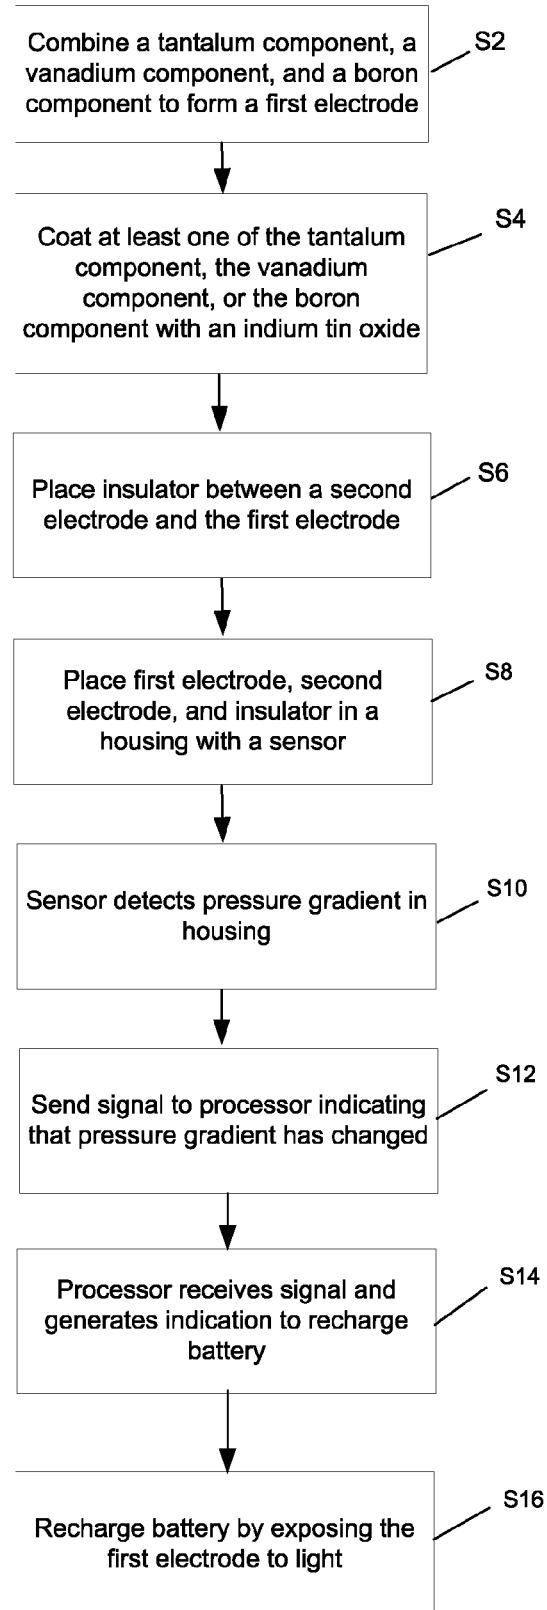 Combine a tantalum component, a
vanadium component, and a boron
component to form a first electrode
S2
Coat at least one of the tantalum
component, the vanadium
component, or the boron
component with an indium tin oxide
S4
Place insulator between a second
electrode and the first electrode
S6
Place first electrode, second
electrode, and insulator in a
housing with a sensor
S8
Sensor detects pressure gradient in
housing
S10
Send signal to processor indicating
that pressure gradient has changed
S12
Processor receives signal and
generates indication to recharge
battery
S14
Recharge battery by exposing the
first electrode to light
S16